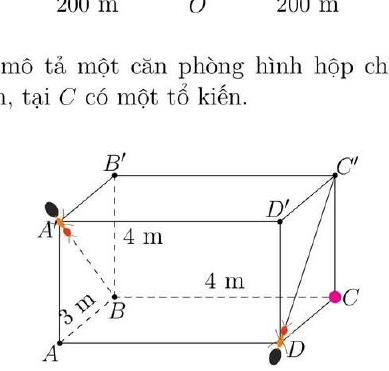 200 m O 200 m
mô tả một căn phòng hình hộp ch
, tại C có một tổ kiến.
B' C'
A' D'
4 m
4 m
3 m B C
A D